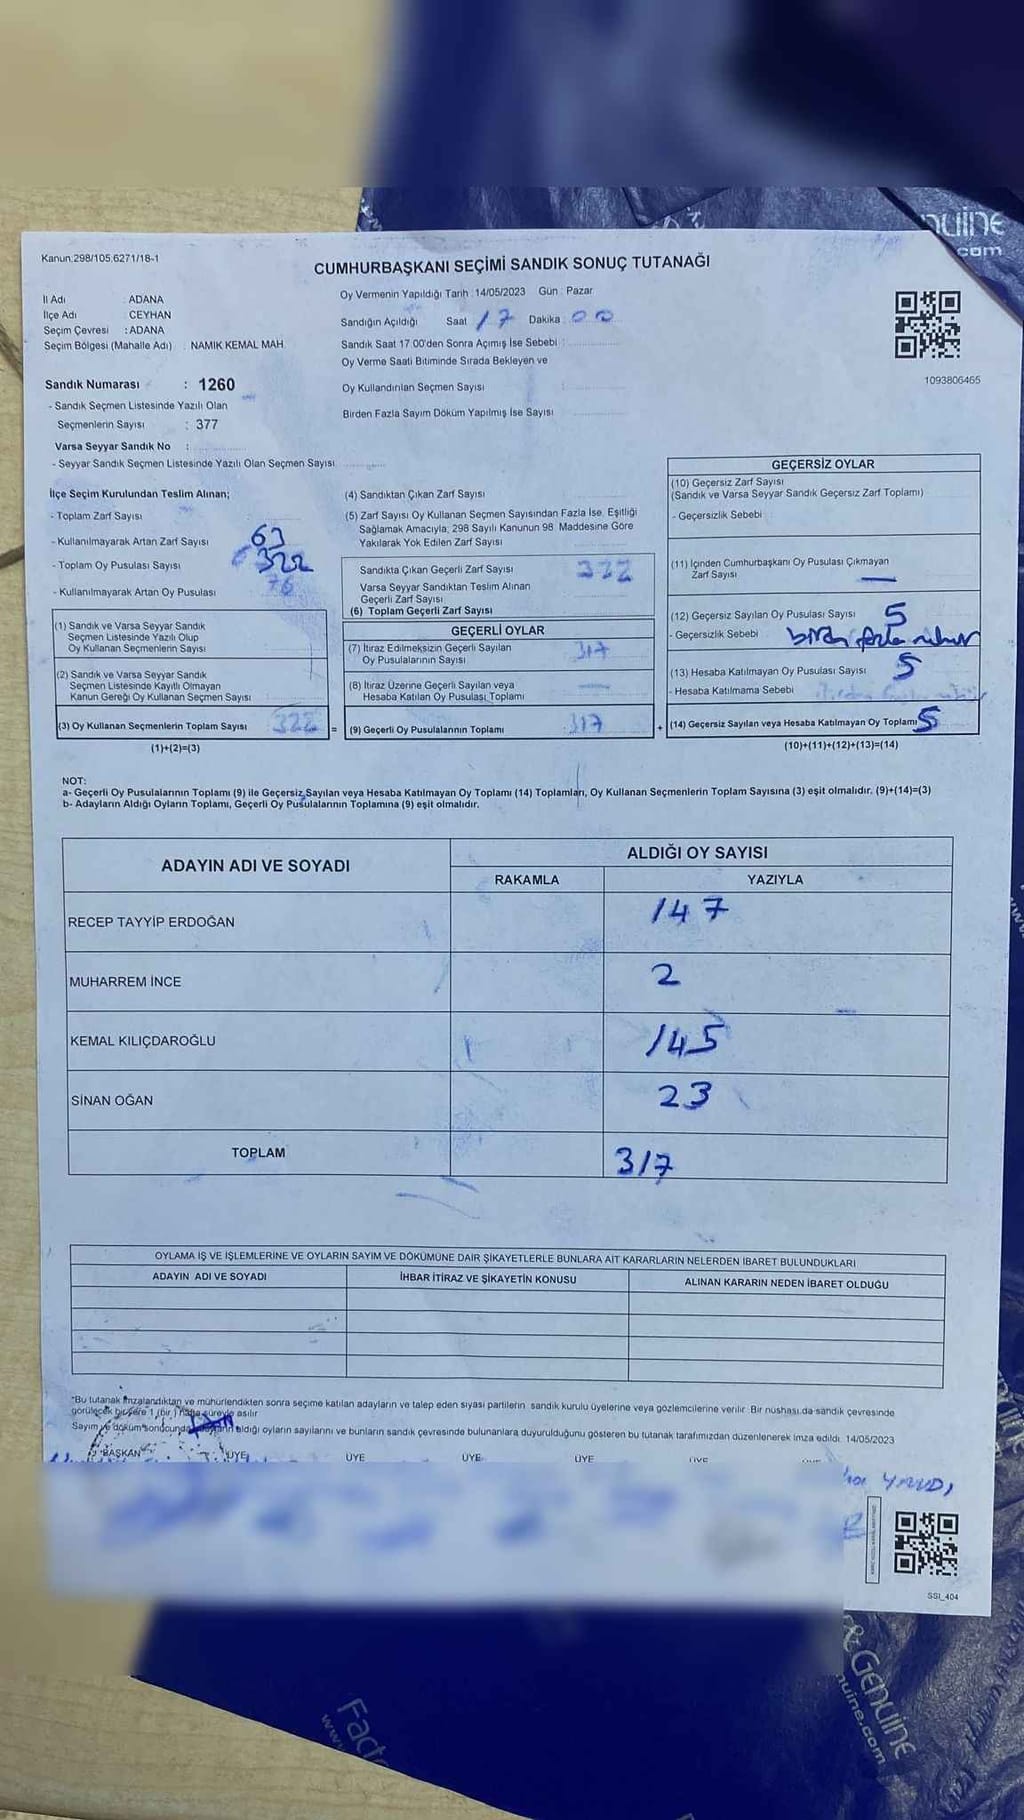 nuine
.com
Kanun.298/105.6271/18-1
CUMHURBAŞKANI SEÇİMİ SANDIK SONUÇ TUTANAĞI
İl Adı : ADANA
İlçe Adı : CEYHAN
Seçim Çevresi : ADANA
Seçim Bölgesi (Mahalle Adı) : NAMIK KEMAL MAH.
Oy Vermenin Yapıldığı Tarih :14/05/2023 Gün : Pazar
Sandığın Açıldığı Saat 17 Dakika : 00
Sandık Saat 17:00'den Sonra Açımış İse Sebebi :
Oy Verme Saati Bitiminde Sırada Bekleyen ve
Oy Kullandırılan Seçmen Sayısı :
Birden Fazla Sayım Döküm Yapılmış İse Sayısı
1093806465
Sandık Numarası : 1260
- Sandık Seçmen Listesinde Yazılı Olan
Seçmenlerin Sayısı : 377
Varsa Seyyar Sandık No :
- Seyyar Sandık Seçmen Listesinde Yazılı Olan Seçmen Sayısı
İlçe Seçim Kurulundan Teslim Alınan;
- Toplam Zarf Sayısı
- Kullanılmayarak Artan Zarf Sayısı 63
- Toplam Oy Pusulası Sayısı 322
- Kullanılmayarak Artan Oy Pusulası 76
(1) Sandık ve Varsa Seyyar Sandık
Seçmen Listesinde Yazılı Olup
Oy Kullanan Seçmenlerin Sayısı
(2) Sandık ve Varsa Seyyar Sandık
Seçmen Listesinde Kayıtlı Olmayan
Kanun Gereği Oy Kullanan Seçmen Sayısı
(3) Oy Kullanan Seçmenlerin Toplam Sayısı 322
(1)+(2)=(3)
=
(4) Sandıktan Çıkan Zarf Sayısı
(5) Zarf Sayısı Oy Kullanan Seçmen Sayısından Fazla İse, Eşitliği
Sağlamak Amacıyla, 298 Sayılı Kanunun 98. Maddesine Göre
Yakılarak Yok Edilen Zarf Sayısı
Sandıkta Çıkan Geçerli Zarf Sayısı 322
Varsa Seyyar Sandıktan Teslim Alınan
Geçerli Zarf Sayısı
(6) Toplam Geçerli Zarf Sayısı
GEÇERLİ OYLAR
(7) İtiraz Edilmeksizin Geçerli Sayılan
Oy Pusulalarının Sayısı 317
(8) İtiraz Üzerine Geçerli Sayılan veya
Hesaba Katılan Oy Pusulası Toplamı —
(9) Geçerli Oy Pusulalarının Toplamı 317
+
GEÇERSİZ OYLAR
(10) Geçersiz Zarf Sayısı
(Sandık ve Varsa Seyyar Sandık Geçersiz Zarf Toplamı)
- Geçersizlik Sebebi :
(11) İçinden Cumhurbaşkanı Oy Pusulası Çıkmayan
Zarf Sayısı —
(12) Geçersiz Sayılan Oy Pusulası Sayısı 5
- Geçersizlik Sebebi birden fazla mühür
(13) Hesaba Katılmayan Oy Pusulası Sayısı 5
- Hesaba Katılmama Sebebi
(14) Geçersiz Sayılan veya Hesaba Katılmayan Oy Toplamı 5
(10)+(11)+(12)+(13)=(14)
NOT:
a- Geçerli Oy Pusulalarının Toplamı (9) ile Geçersiz Sayılan veya Hesaba Katılmayan Oy Toplamı (14) Toplamları, Oy Kullanan Seçmenlerin Toplam Sayısına (3) eşit olmalıdır. (9)+(14)=(3)
b- Adayların Aldığı Oyların Toplamı, Geçerli Oy Pusulalarının Toplamına (9) eşit olmalıdır.
ADAYIN ADI VE SOYADI
ALDIĞI OY SAYISI
RAKAMLA YAZIYLA
RECEP TAYYİP ERDOĞAN 147
MUHARREM İNCE 2
KEMAL KILIÇDAROĞLU 145
SİNAN OĞAN 23
TOPLAM 317
OYLAMA İŞ VE İŞLEMLERİNE VE OYLARIN SAYIM VE DÖKÜMÜNE DAİR ŞİKAYETLERLE BUNLARA AİT KARARLARIN NELERDEN İBARET BULUNDUKLARI
ADAYIN ADI VE SOYADI İHBAR İTİRAZ VE ŞİKAYETİN KONUSU ALINAN KARARIN NEDEN İBARET OLDUĞU
*Bu tutanak imzalandıktan ve mühürlendikten sonra seçime katılan adayların ve talep eden siyasi partilerin sandık kurulu üyelerine veya gözlemcilerine verilir. Bir nüshası da sandık çevresinde
görülecek bir yere 1 (bir) hafta süreyle asılır.
Sayım ve döküm sonucunda aldığı oyların sayılarını ve bunların sandık çevresinde bulunanlara duyurulduğunu gösteren bu tutanak tarafımızdan düzenlenerek imza edildi. 14/05/2023
BAŞKAN ÜYE ÜYE ÜYE ÜYE ÜYE
SSI_404
& GENUINE
nuine.com
Facto
www